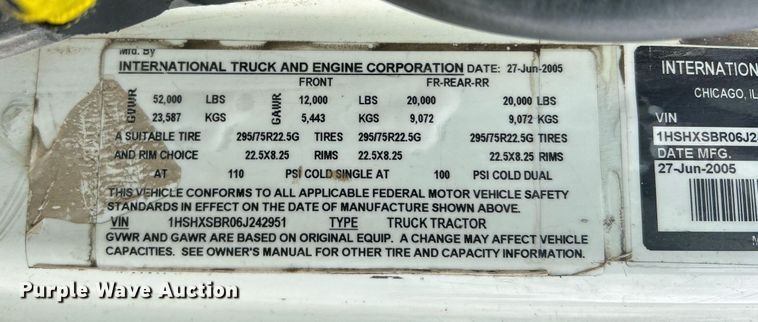 Mfd. By
INTERNATIONAL TRUCK AND ENGINE CORPORATION DATE: 27-Jun-2005
FRONT FR-REAR-RR
GVWR 52,000 LBS GAWR 12,000 LBS 20,000 20,000 LBS
23,587 KGS 5,443 KGS 9,072 9,072 KGS
A SUITABLE TIRE 295/75R22.5G TIRES 295/75R22.5G 295/75R22.5G TIRES
AND RIM CHOICE 22.5X8.25 RIMS 22.5X8.25 22.5X8.25 RIMS
AT 110 PSI COLD SINGLE AT 100 PSI COLD DUAL
THIS VEHICLE CONFORMS TO ALL APPLICABLE FEDERAL MOTOR VEHICLE SAFETY
STANDARDS IN EFFECT ON THE DATE OF MANUFACTURE SHOWN ABOVE.
VIN 1HSHXSBR06J242951 TYPE TRUCK TRACTOR
GVWR AND GAWR ARE BASED ON ORIGINAL EQUIP. A CHANGE MAY AFFECT VEHICLE
CAPACITIES. SEE OWNER'S MANUAL FOR OTHER TIRE AND CAPACITY INFORMATION.
INTERNATION
CHICAGO, IL
VIN
1HSHXSBR06J24
DATE MFG.
27-Jun-2005
M
Purple Wave Auction